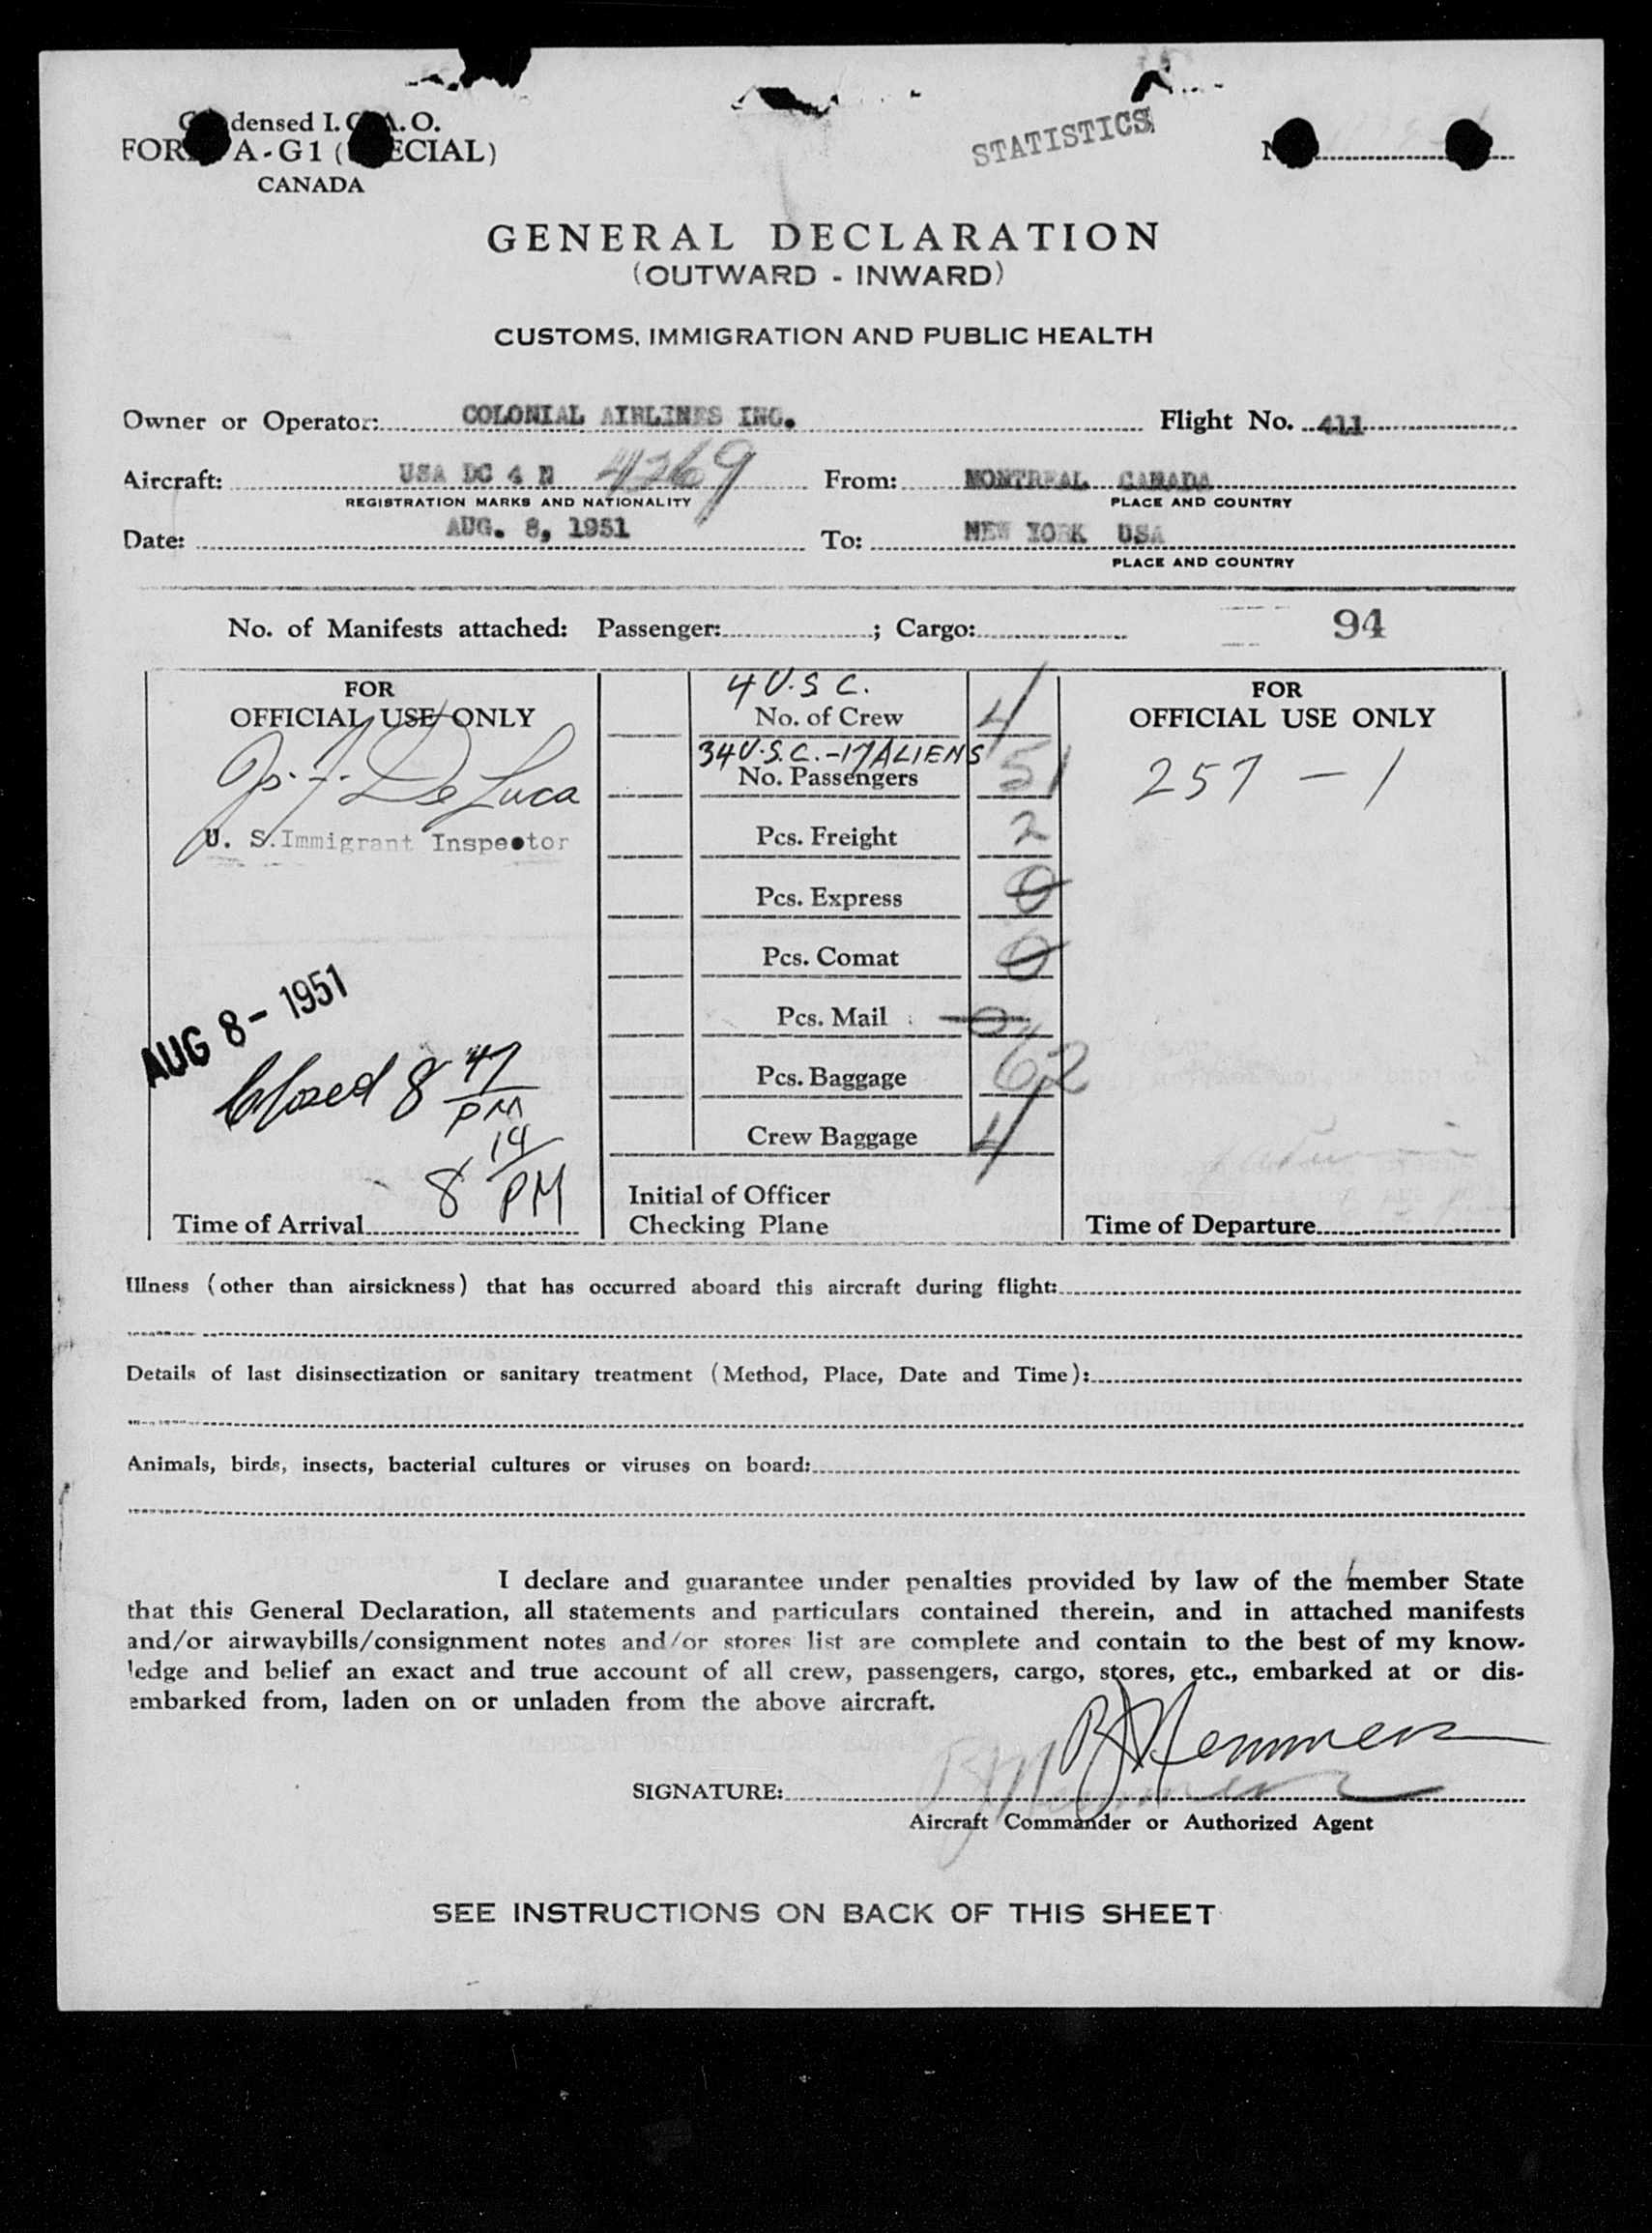 densed I. C.A.O.
FORM A-G1 (SPECIAL)
CANADA
STATISTICS
GENERAL DECLARATION
(OUTWARD - INWARD)
CUSTOMS, IMMIGRATION AND PUBLIC HEALTH
Owner or Operator: COLONIAL AIRLINES INC. Flight No. 411
Aircraft: USA DC 4 N 4269 From: MONTREAL CANADA
REGISTRATION MARKS AND NATIONALITY PLACE AND COUNTRY
Date: AUG. 8, 1951 To: NEW YORK USA
PLACE AND COUNTRY
No. of Manifests attached: Passenger: ; Cargo: 94
FOR
OFFICIAL USE ONLY
De Luca
U. S. Immigrant Inspector
AUG 8- 1951
Closed 8 47 PM
8 14 PM
Time of Arrival
4 U.S C.
No. of Crew 4
34 U.S.C. -17 ALIENS
No. Passengers 51
Pcs. Freight 2
Pcs. Express 0
Pcs. Comat 0
Pcs. Mail 0
Pcs. Baggage 62
Crew Baggage 4
Initial of Officer
Checking Plane
FOR
OFFICIAL USE ONLY
257 - 1
Time of Departure
Illness (other than airsickness) that has occurred aboard this aircraft during flight:
Details of last disinsectization or sanitary treatment (Method, Place, Date and Time):
Animals, birds, insects, bacterial cultures or viruses on board:
I declare and guarantee under penalties provided by law of the member State
that this General Declaration, all statements and particulars contained therein, and in attached manifests
and/or airwaybills/consignment notes and/or stores list are complete and contain to the best of my know-
ledge and belief an exact and true account of all crew, passengers, cargo, stores, etc., embarked at or dis-
embarked from, laden on or unladen from the above aircraft.
SIGNATURE:
Aircraft Commander or Authorized Agent
SEE INSTRUCTIONS ON BACK OF THIS SHEET